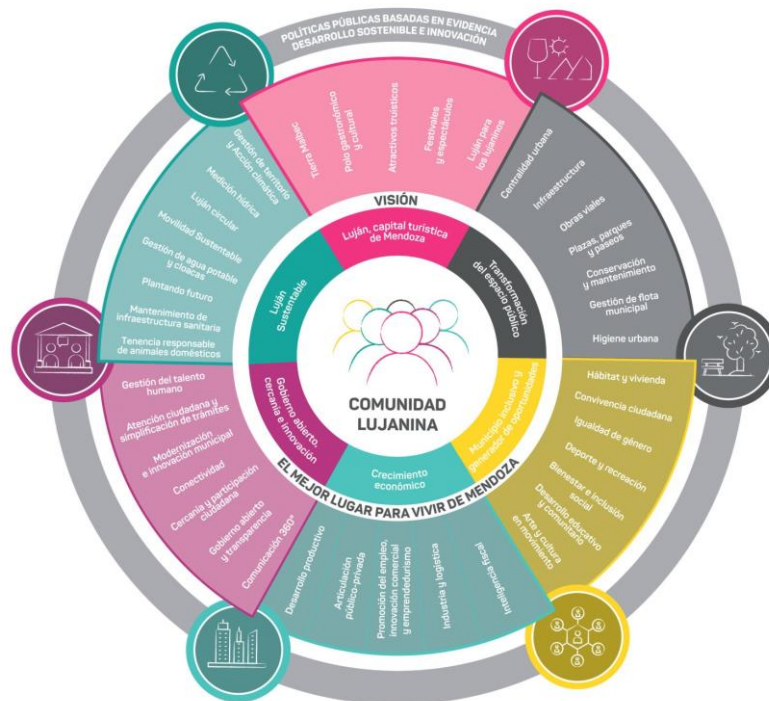 POLÍTICAS PÚBLICAS BASADAS EN EVIDENCIA
DESARROLLO SOSTENIBLE E INNOVACIÓN
Tierra Malbec
Polo gastronómico
y cultural
Atractivos truísticos
Festivales
y espectáculos
Luján para
los lujaninos
Centralidad urbana
Infraestructura
Obras viales
Plazas, parques
y paseos
Conservación
y mantenimiento
Gestión de flota
municipal
Higiene urbana
Hábitat y vivienda
Convivencia ciudadana
Igualdad de género
Deporte y recreación
Bienestar e inclusión
social
Desarrollo educativo
y comunitario
Arte y cultura
en movimiento
Inteligencia fiscal
Industria y logística
Promoción del empleo,
innovación comercial
y emprendedurismo
Articulación
público-privada
Desarrollo productivo
Comunicación 360°
Gobierno abierto
y transparencia
Cercanía y participación
ciudadana
Conectividad
Modernización
e innovación municipal
Atención ciudadana y
simplificación de trámites
Gestión del talento
humano
Tenencia responsable
de animales domésticos
Mantenimiento de
infraestructura sanitaria
Plantando futuro
Gestión de agua potable
y cloacas
Movilidad Sustentable
Luján circular
Medición hídrica
Gestión de territorio
y Acción climática
VISIÓN
Luján, capital turística
de Mendoza
Transformación
del espacio público
Municipio inclusivo y
generador de oportunidades
Crecimiento
económico
Gobierno abierto,
cercanía e innovación
Luján
Sustentable
COMUNIDAD
LUJANINA
EL MEJOR LUGAR PARA VIVIR DE MENDOZA